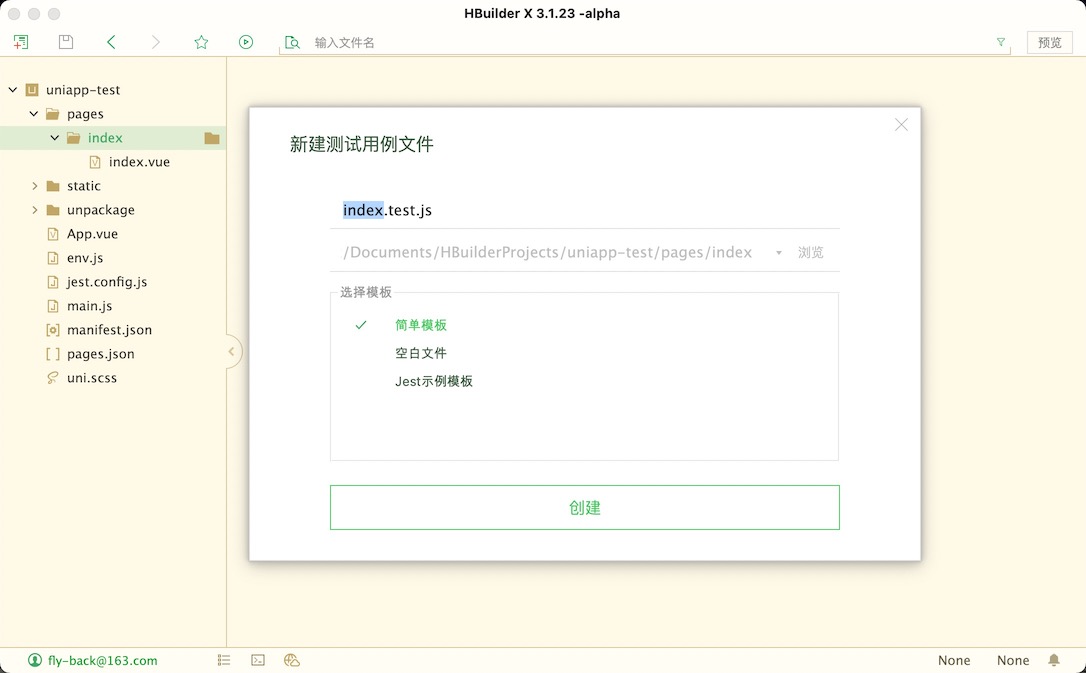 HBuilder X 3.1.23 -alpha
输入文件名
预览
uniapp-test
pages
index
index.vue
static
unpackage
App.vue
env.js
jest.config.js
main.js
manifest.json
pages.json
uni.scss
新建测试用例文件
index.test.js
/Documents/HBuilderProjects/uniapp-test/pages/index
浏览
选择模板
简单模板
空白文件
Jest示例模板
创建
fly-back@163.com
None
None